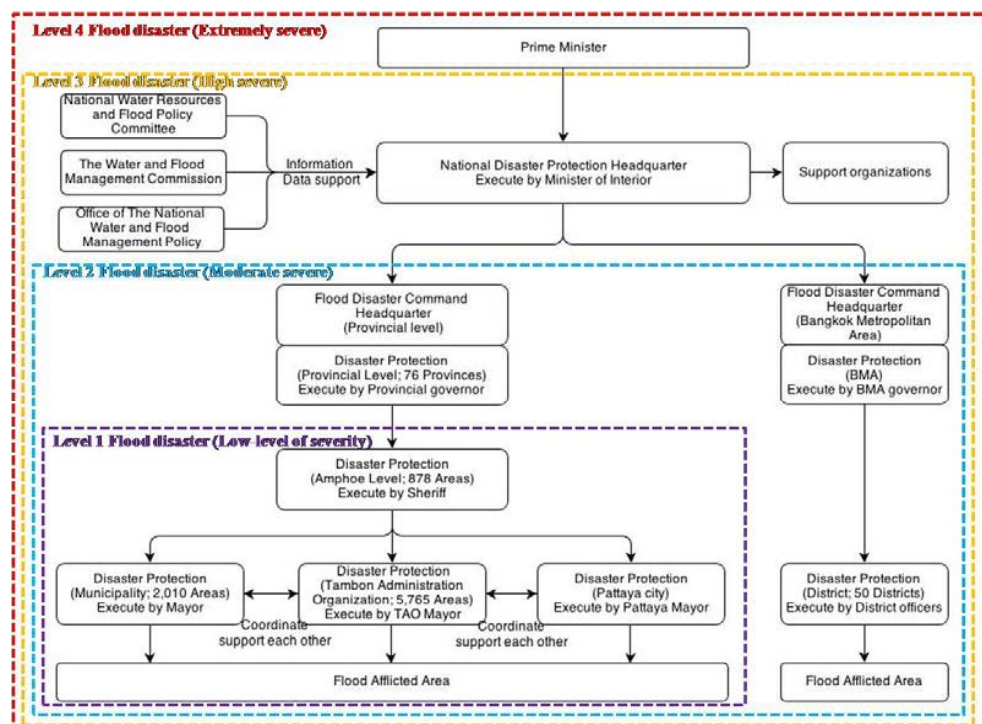 Level 4 Flood disaster (Extremely severe)
Prime Minister
Level 3 Flood disaster (High severe)
National Water Resources
and Flood Policy
Committee
The Water and Flood
Management Commission
Office of The National
Water and Flood
Management Policy
Information
Data support
National Disaster Protection Headquarter
Execute by Minister of Interior
Support organizations
Level 2 Flood disaster (Moderate severe)
Flood Disaster Command
Headquarter
(Provincial level)
Disaster Protection
(Provincial Level; 76 Provinces)
Execute by Provincial governor
Flood Disaster Command
Headquarter
(Bangkok Metropolitan
Area)
Disaster Protection
(BMA)
Execute by BMA governor
Level 1 Flood disaster (Low-level of severity)
Disaster Protection
(Amphoe Level; 878 Areas)
Execute by Sheriff
Disaster Protection
(Municipality; 2,010 Areas)
Execute by Mayor
Disaster Protection
(Tambon Administration
Organization; 5,765 Areas)
Execute by TAO Mayor
Disaster Protection
(Pattaya city)
Execute by Pattaya Mayor
Coordinate
support each other
Coordinate
support each other
Flood Afflicted Area
Disaster Protection
(District; 50 Districts)
Execute by District officers
Flood Afflicted Area